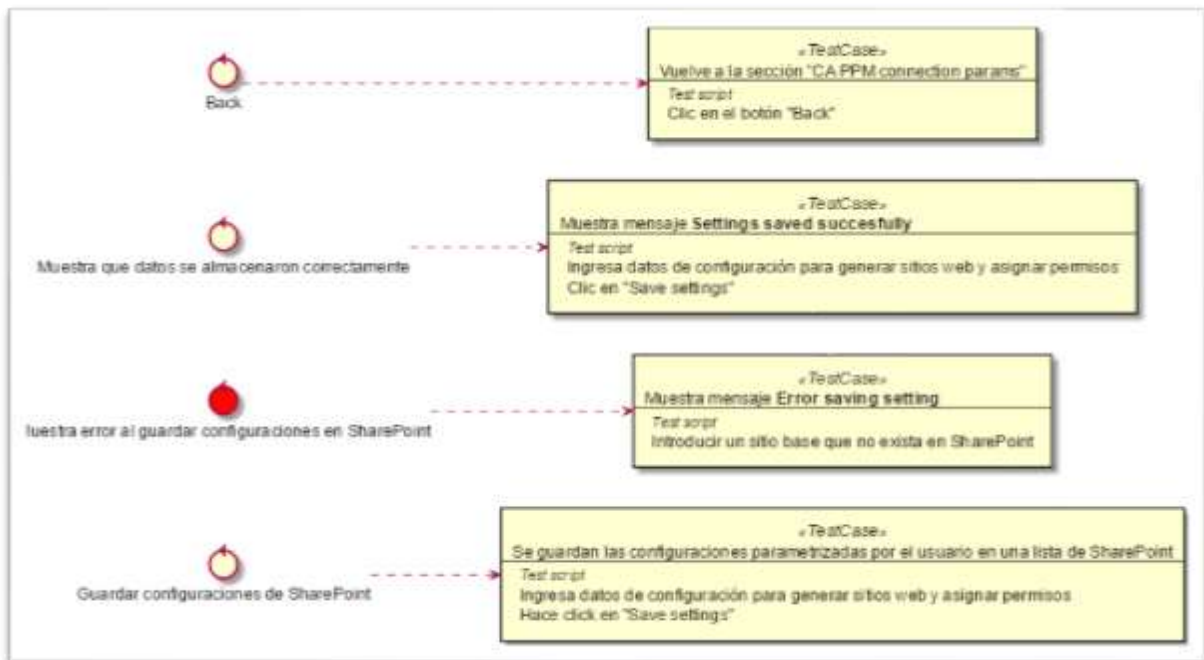 «TestCase»
Vuelve a la sección "CA PPM connection params"
Test script
Clic en el botón "Back"
Back
«TestCase»
Muestra mensaje Settings saved succesfully
Test script
Ingresa datos de configuración para generar sitios web y asignar permisos
Clic en "Save settings"
Muestra que datos se almacenaron correctamente
«TestCase»
Muestra mensaje Error saving setting
Test script
Introducir un sitio base que no exista en SharePoint
luestra error al guardar configuraciones en SharePoint
«TestCase»
Se guardan las configuraciones parametrizadas por el usuario en una lista de SharePoint
Test script
Ingresa datos de configuración para generar sitios web y asignar permisos
Hace click en "Save settings"
Guardar configuraciones de SharePoint